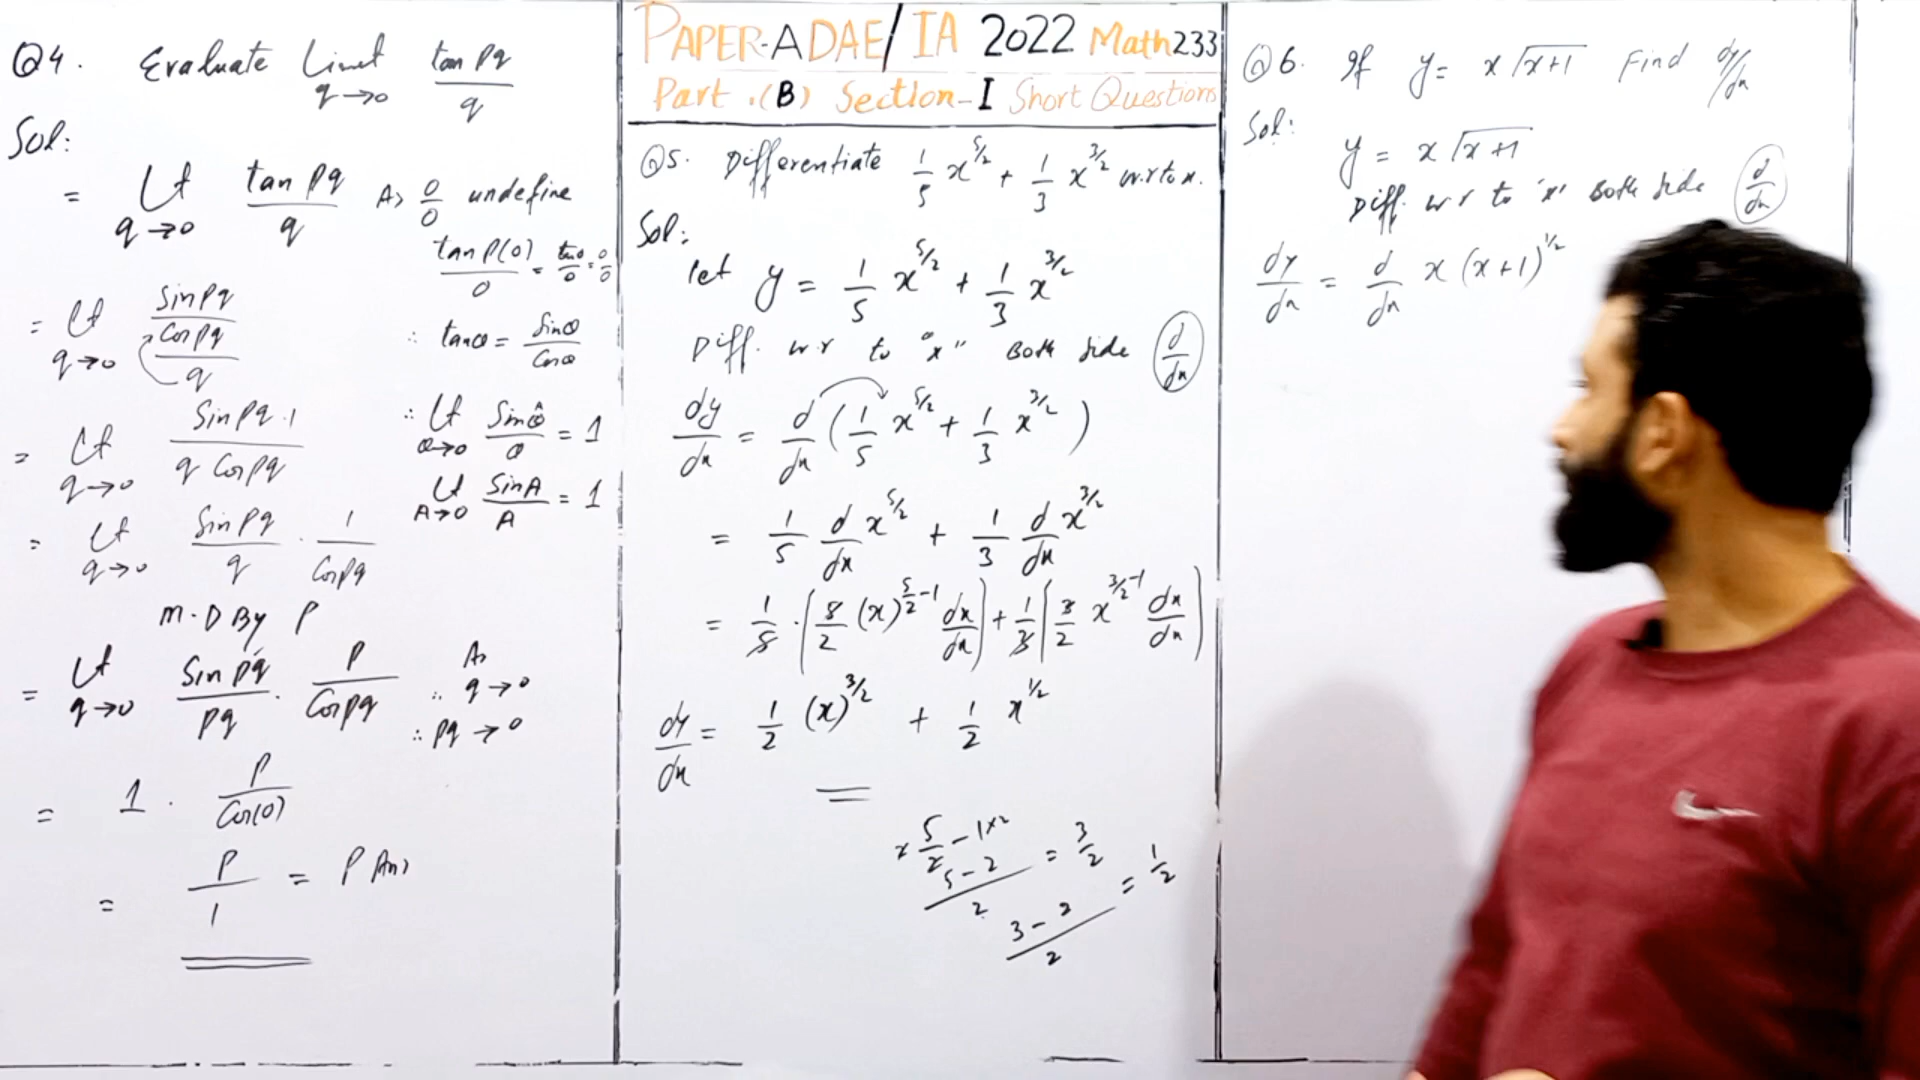 Q4. Evaluate Limit q→0 tan pq / q
Sol:
= Lt q→0 tan pq / q As 0/0 undefine
tan P(0) / 0 = tan 0 / 0 = 0/0
= Lt q→0 Sin pq / Cos pq / q ∴ tanθ = Sinθ / Cosθ
= Lt q→0 Sin pq . 1 / q Cos pq ∴ Lt θ→0 Sinθ / θ = 1
Lt A→0 Sin A / A = 1
= Lt q→0 Sin pq / q . 1 / Cos pq
M.D By P
= Lt q→0 Sin pq / pq . P / Cos pq As ∴ q→0
∴ pq→0
= 1 . P / Cos(0)
= P / 1 = P Ans
PAPER-A DAE/IA 2022 Math 233
Part.(B) Section-I Short Questions
Q5. Differentiate 1/5 x^5/2 + 1/3 x^3/2 w.r to x.
Sol:
let y = 1/5 x^5/2 + 1/3 x^3/2
Diff. w.r to "x" Both Side (d/dx)
dy/dx = d/dx (1/5 x^5/2 + 1/3 x^3/2)
= 1/5 d/dx x^5/2 + 1/3 d/dx x^3/2
= 1/5 . (5/2 (x)^5/2-1 dx/dx) + 1/3 (3/2 x^3/2-1 dx/dx)
dy/dx = 1/2 (x)^3/2 + 1/2 x^1/2
x 5/2 - 1x2
5-2 / 2 = 3/2
3-2 / 2 = 1/2
Q6. If y = x √x+1 Find dy/dx
Sol:
y = x √x+1
Diff. w r to 'x' Both Side (d/dx)
dy/dx = d/dx x (x+1)^1/2